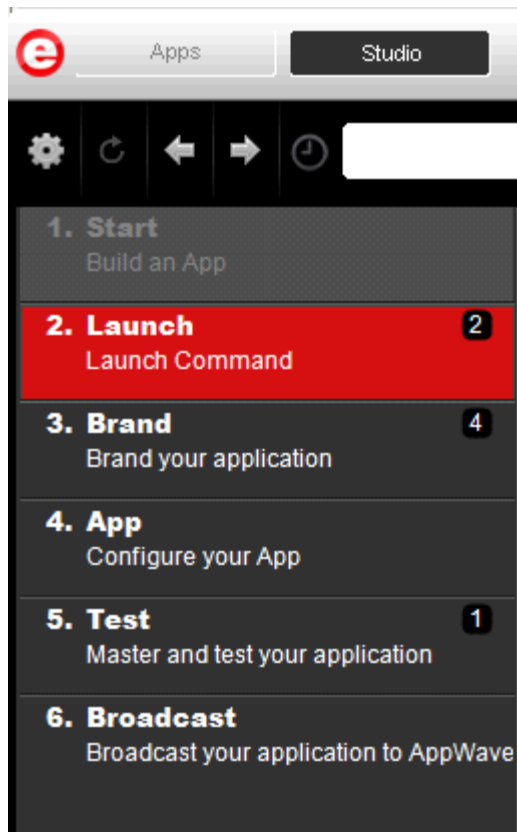 e
Apps
Studio
1. Start
Build an App
2. Launch 2
Launch Command
3. Brand 4
Brand your application
4. App
Configure your App
5. Test 1
Master and test your application
6. Broadcast
Broadcast your application to AppWave